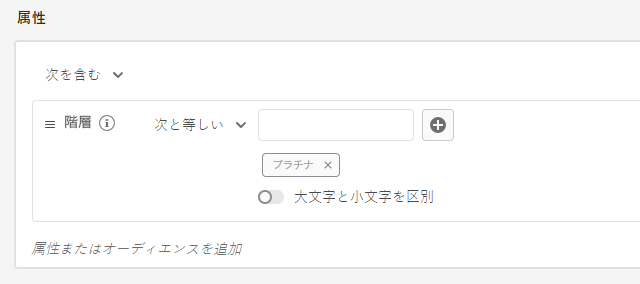 属性
次を含む
階層 次と等しい
プラチナ
大文字と小文字を区別
属性またはオーディエンスを追加